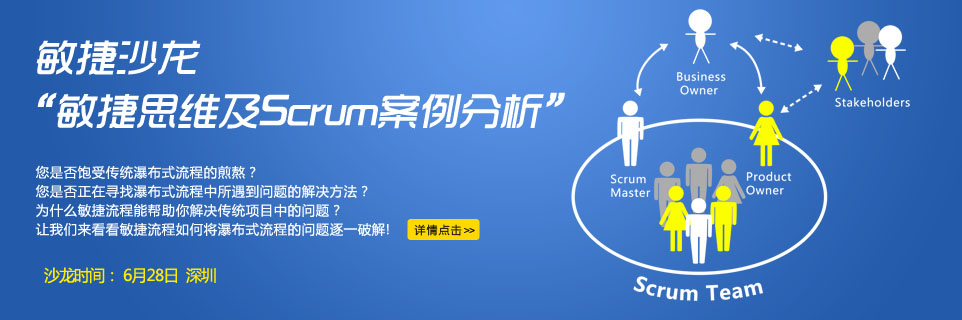 敏捷沙龙
“敏捷思维及Scrum案例分析”
您是否饱受传统瀑布式流程的煎熬？
您是否正在寻找瀑布式流程中所遇到问题的解决方法？
为什么敏捷流程能帮助你解决传统项目中的问题？
让我们来看看敏捷流程如何将瀑布式流程的问题逐一破解!
详情点击>>
沙龙时间： 6月28日 深圳
Business
Owner
Stakeholders
Scrum
Master
Product
Owner
Scrum Team